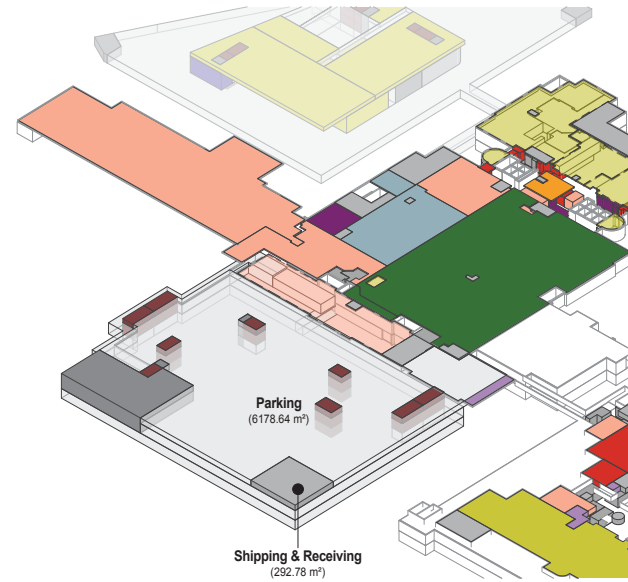 Parking
(6178.64 m²)
Shipping & Receiving
(292.78 m²)